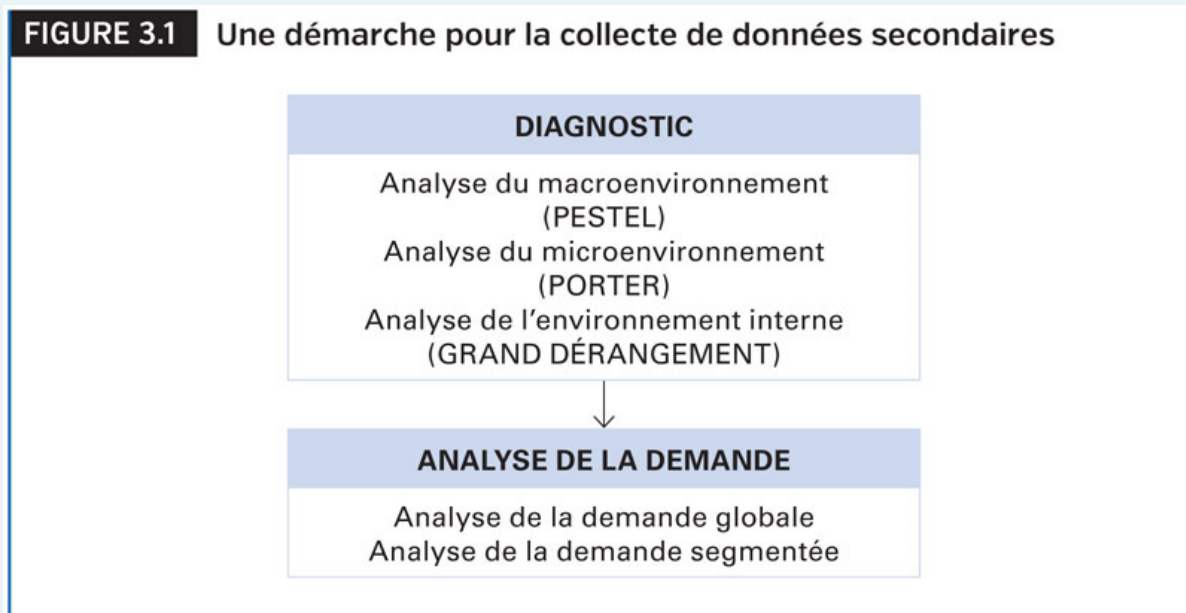 FIGURE 3.1 Une démarche pour la collecte de données secondaires
DIAGNOSTIC
Analyse du macroenvironnement
(PESTEL)
Analyse du microenvironnement
(PORTER)
Analyse de l'environnement interne
(GRAND DÉRANGEMENT)
ANALYSE DE LA DEMANDE
Analyse de la demande globale
Analyse de la demande segmentée